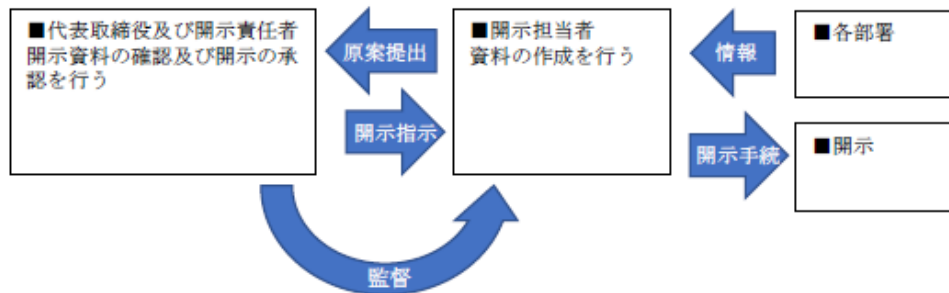 ■代表取締役及び開示責任者
開示資料の確認及び開示の承
認を行う
原案提出
開示指示
■開示担当者
資料の作成を行う
情報
開示手続
■各部署
■開示
監督